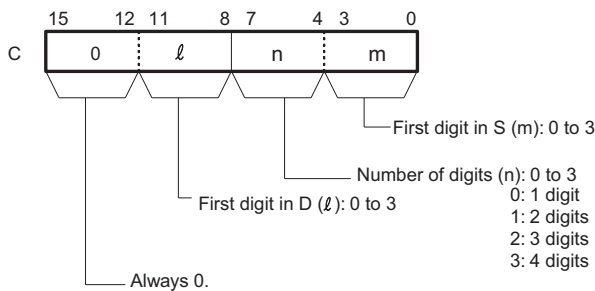 15 12 11 8 7 4 3 0
C 0 ℓ n m
First digit in S (m): 0 to 3
Number of digits (n): 0 to 3
0: 1 digit
1: 2 digits
2: 3 digits
3: 4 digits
First digit in D (ℓ): 0 to 3
Always 0.